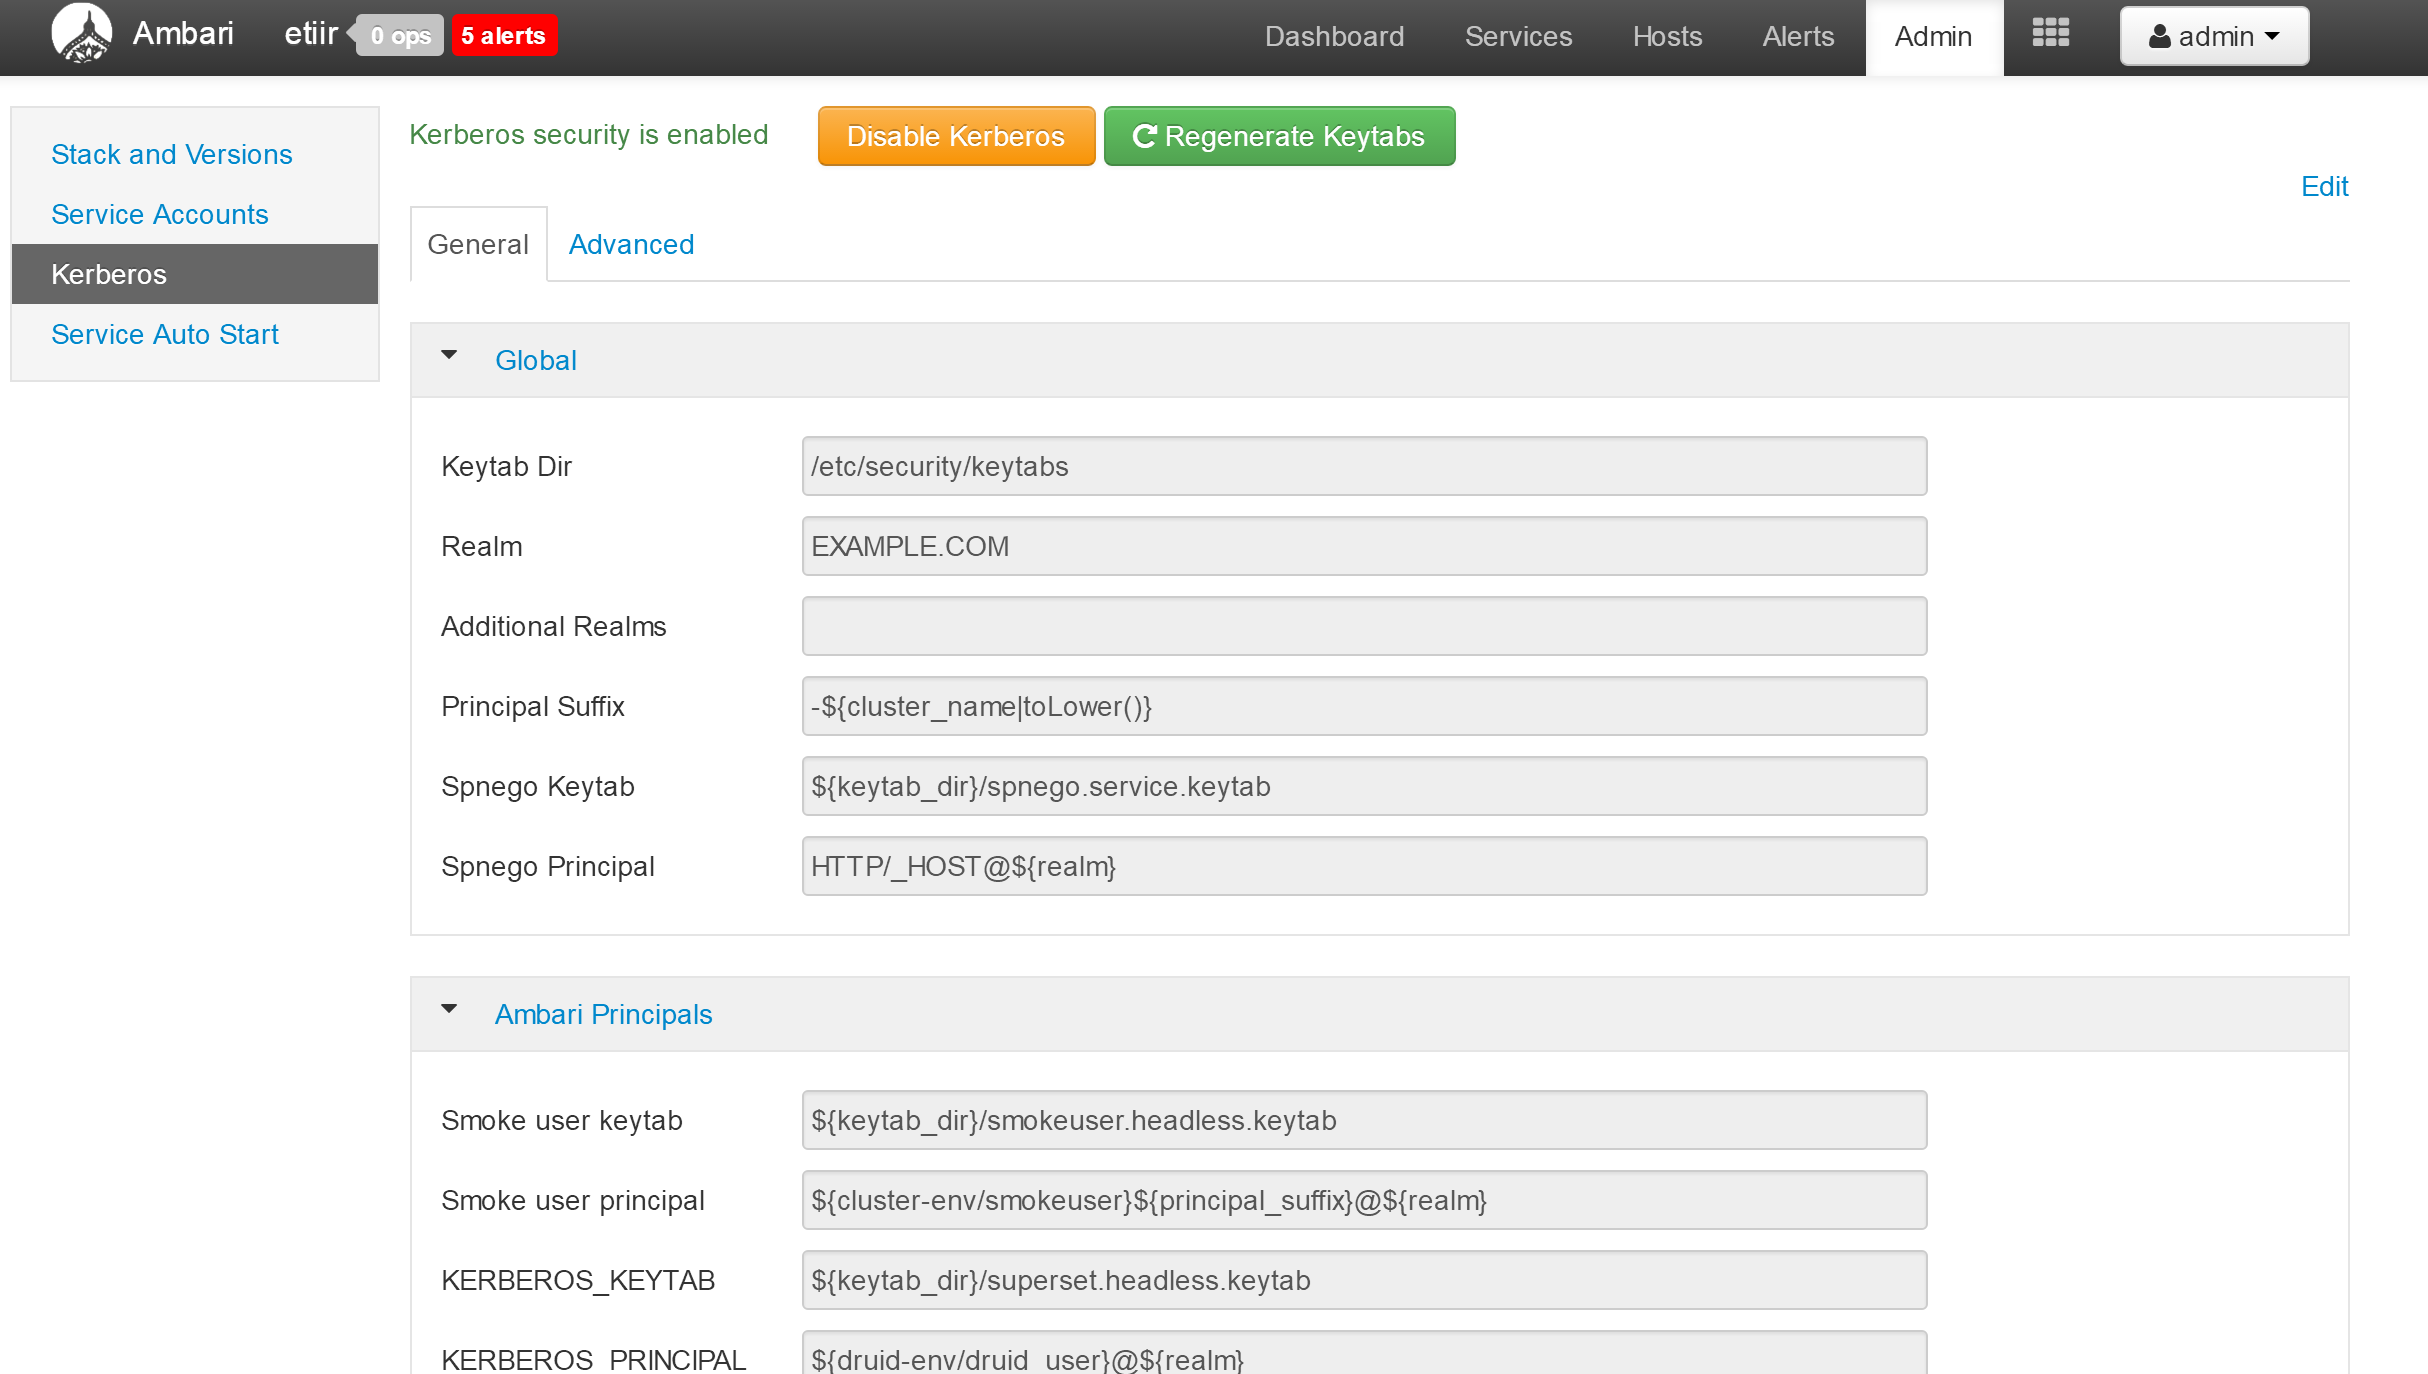 Ambari etiir 0 ops 5 alerts Dashboard Services Hosts Alerts Admin admin
Stack and Versions
Service Accounts
Kerberos
Service Auto Start
Kerberos security is enabled Disable Kerberos Regenerate Keytabs
Edit
General Advanced
Global
Keytab Dir /etc/security/keytabs
Realm EXAMPLE.COM
Additional Realms
Principal Suffix -${cluster_name|toLower()}
Spnego Keytab ${keytab_dir}/spnego.service.keytab
Spnego Principal HTTP/_HOST@${realm}
Ambari Principals
Smoke user keytab ${keytab_dir}/smokeuser.headless.keytab
Smoke user principal ${cluster-env/smokeuser}${principal_suffix}@${realm}
KERBEROS_KEYTAB ${keytab_dir}/superset.headless.keytab
KERBEROS_PRINCIPAL ${druid-env/druid_user}@${realm}